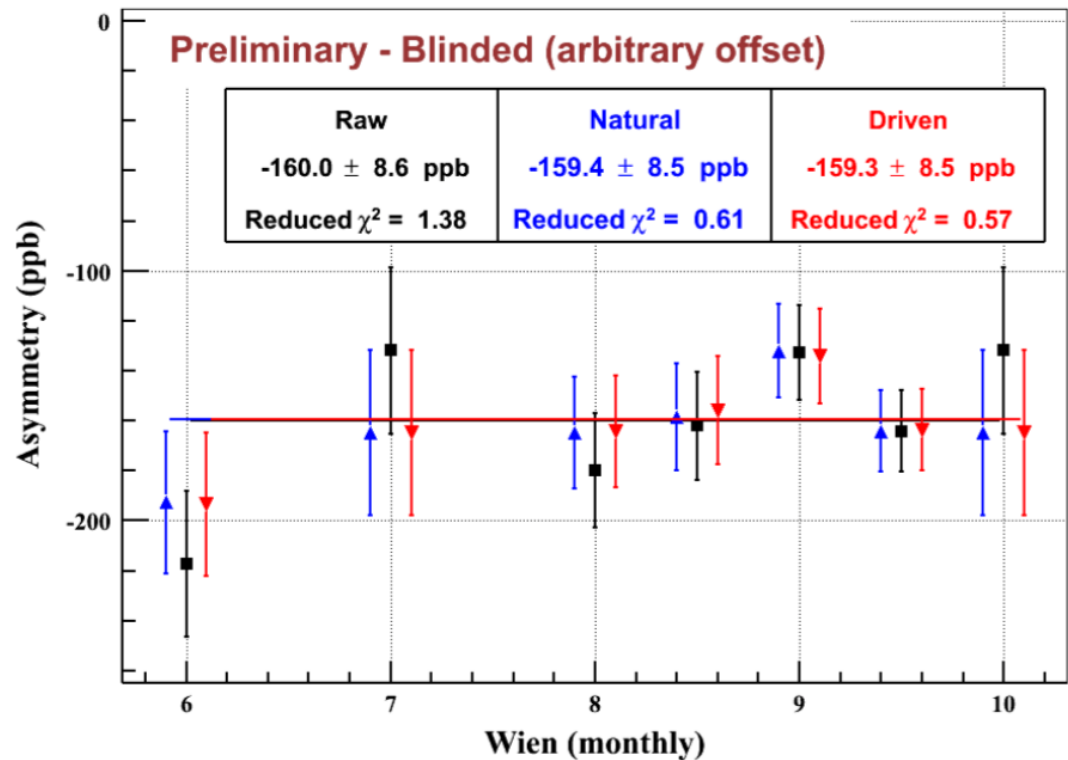 Preliminary - Blinded (arbitrary offset)
Raw
-160.0 ± 8.6 ppb
Reduced χ² = 1.38
Natural
-159.4 ± 8.5 ppb
Reduced χ² = 0.61
Driven
-159.3 ± 8.5 ppb
Reduced χ² = 0.57
Asymmetry (ppb)
0
-100
-200
6 7 8 9 10
Wien (monthly)